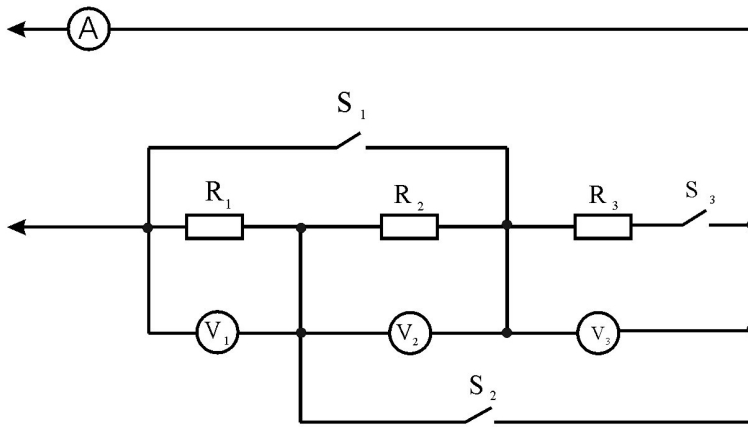 A
S₁
R₁ R₂ R₃ S₃
V₁ V₂ V₃
S₂